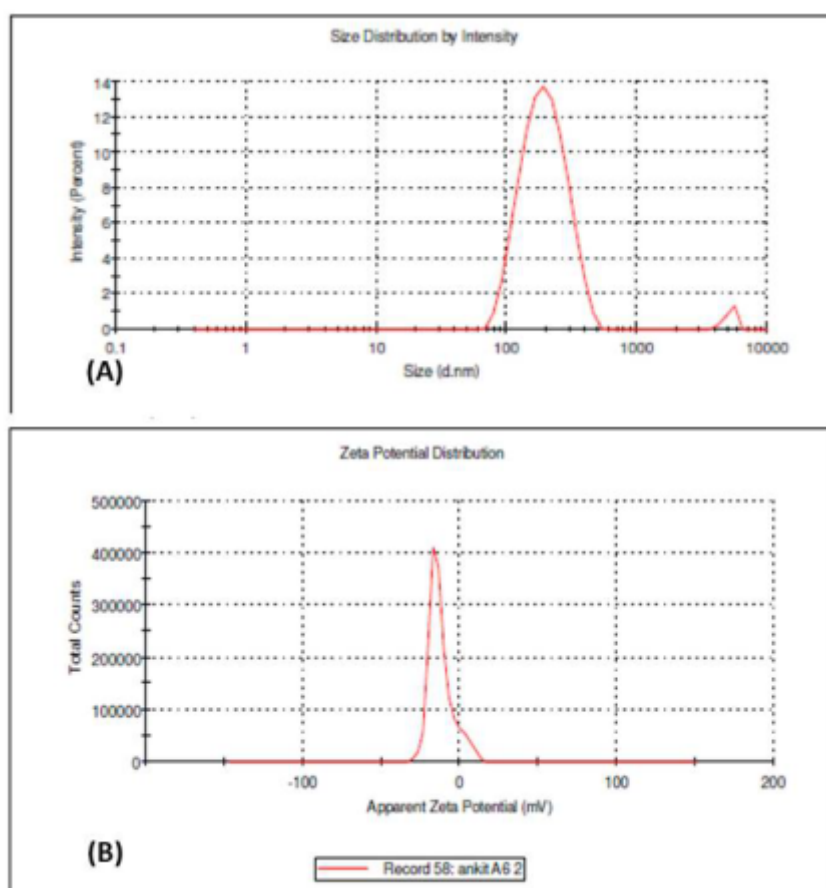 Size Distribution by Intensity
14
12
10
8
6
4
2
0
Intensity (Percent)
0.1 1 10 100 1000 10000
Size (d.nm)
(A)
Zeta Potential Distribution
500000
400000
300000
200000
100000
0
Total Counts
-100 0 100 200
Apparent Zeta Potential (mV)
(B)
Record 58: ankit A6 2